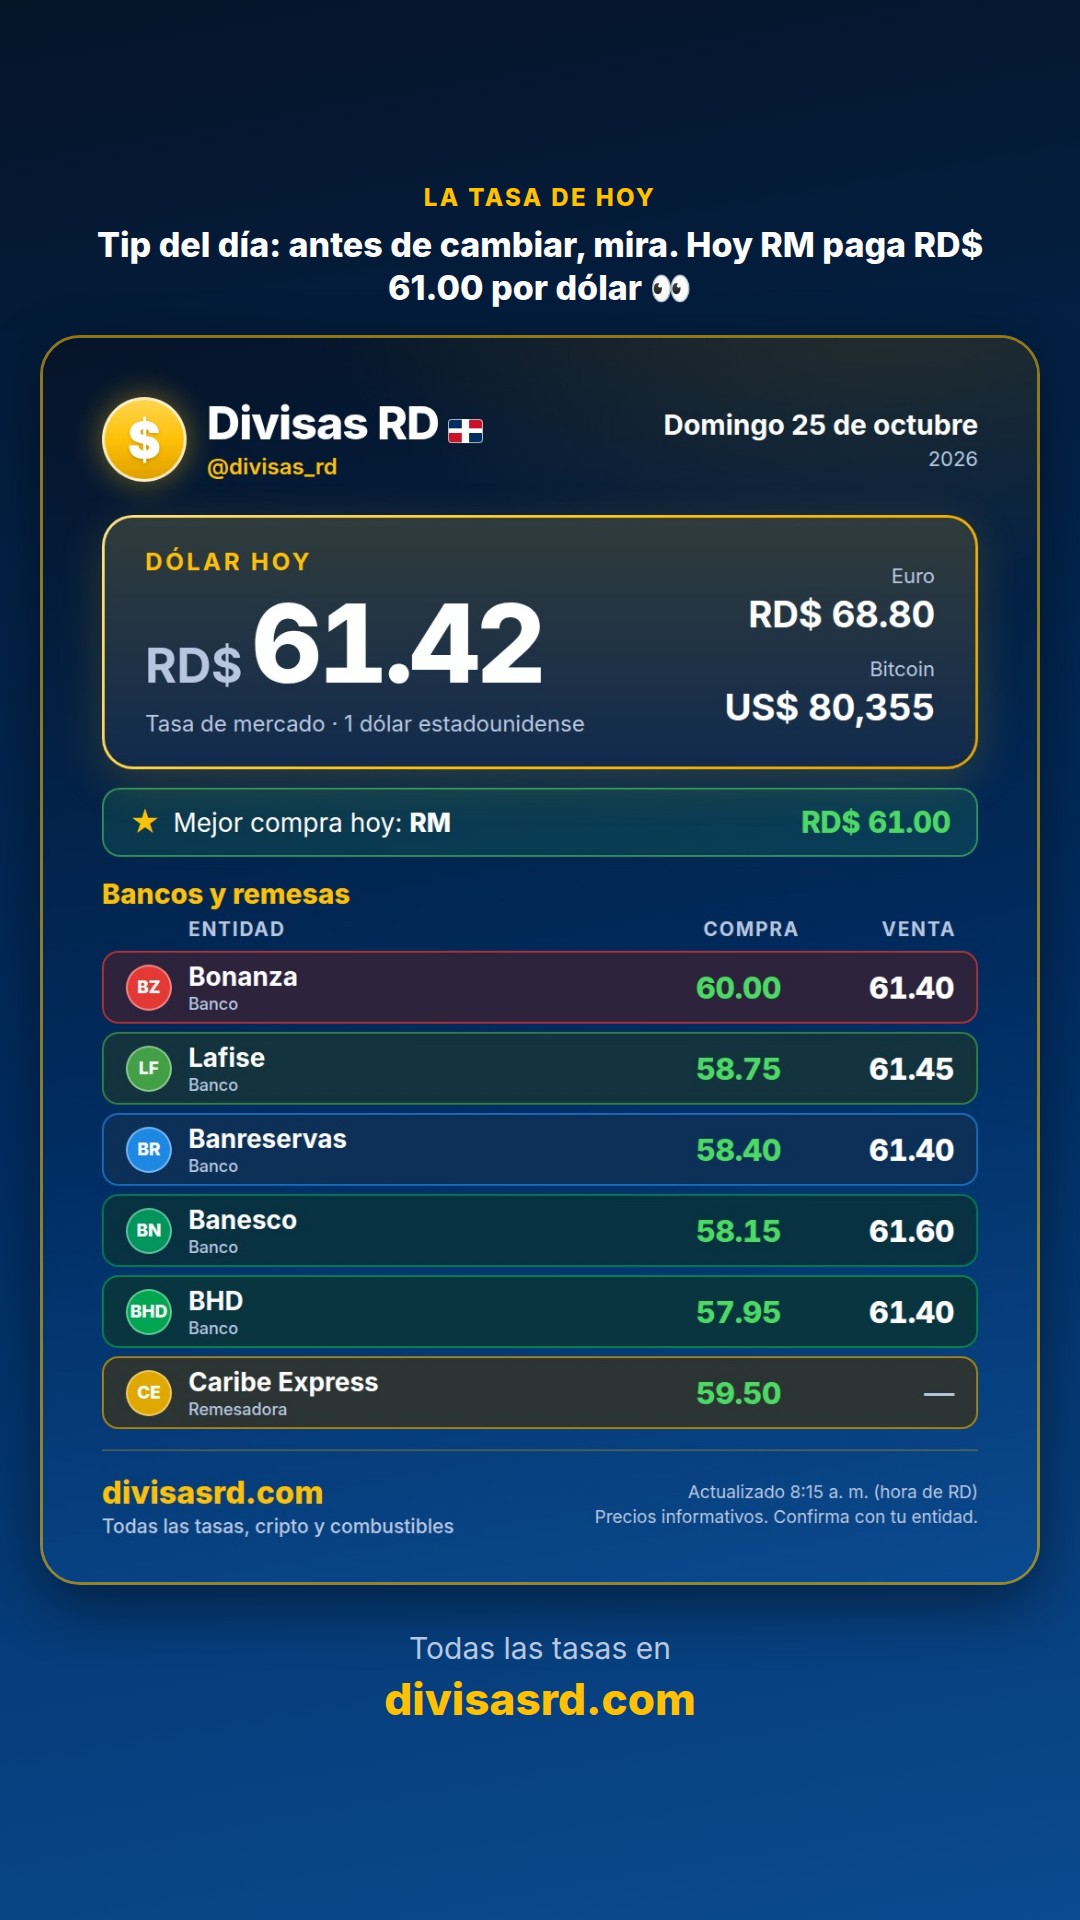 LA TASA DE HOY
Tip del día: antes de cambiar, mira. Hoy RM paga RD$
61.00 por dólar 👀
$
Divisas RD
@divisas_rd
Domingo 25 de octubre
2026
DÓLAR HOY
RD$ 61.42
Tasa de mercado · 1 dólar estadounidense
Euro
RD$ 68.80
Bitcoin
US$ 80,355
★ Mejor compra hoy: RM RD$ 61.00
Bancos y remesas
ENTIDAD COMPRA VENTA
BZ Bonanza 60.00 61.40
Banco
LF Lafise 58.75 61.45
Banco
BR Banreservas 58.40 61.40
Banco
BN Banesco 58.15 61.60
Banco
BHD BHD 57.95 61.40
Banco
CE Caribe Express 59.50 —
Remesadora
divisasrd.com
Todas las tasas, cripto y combustibles
Actualizado 8:15 a. m. (hora de RD)
Precios informativos. Confirma con tu entidad.
Todas las tasas en
divisasrd.com